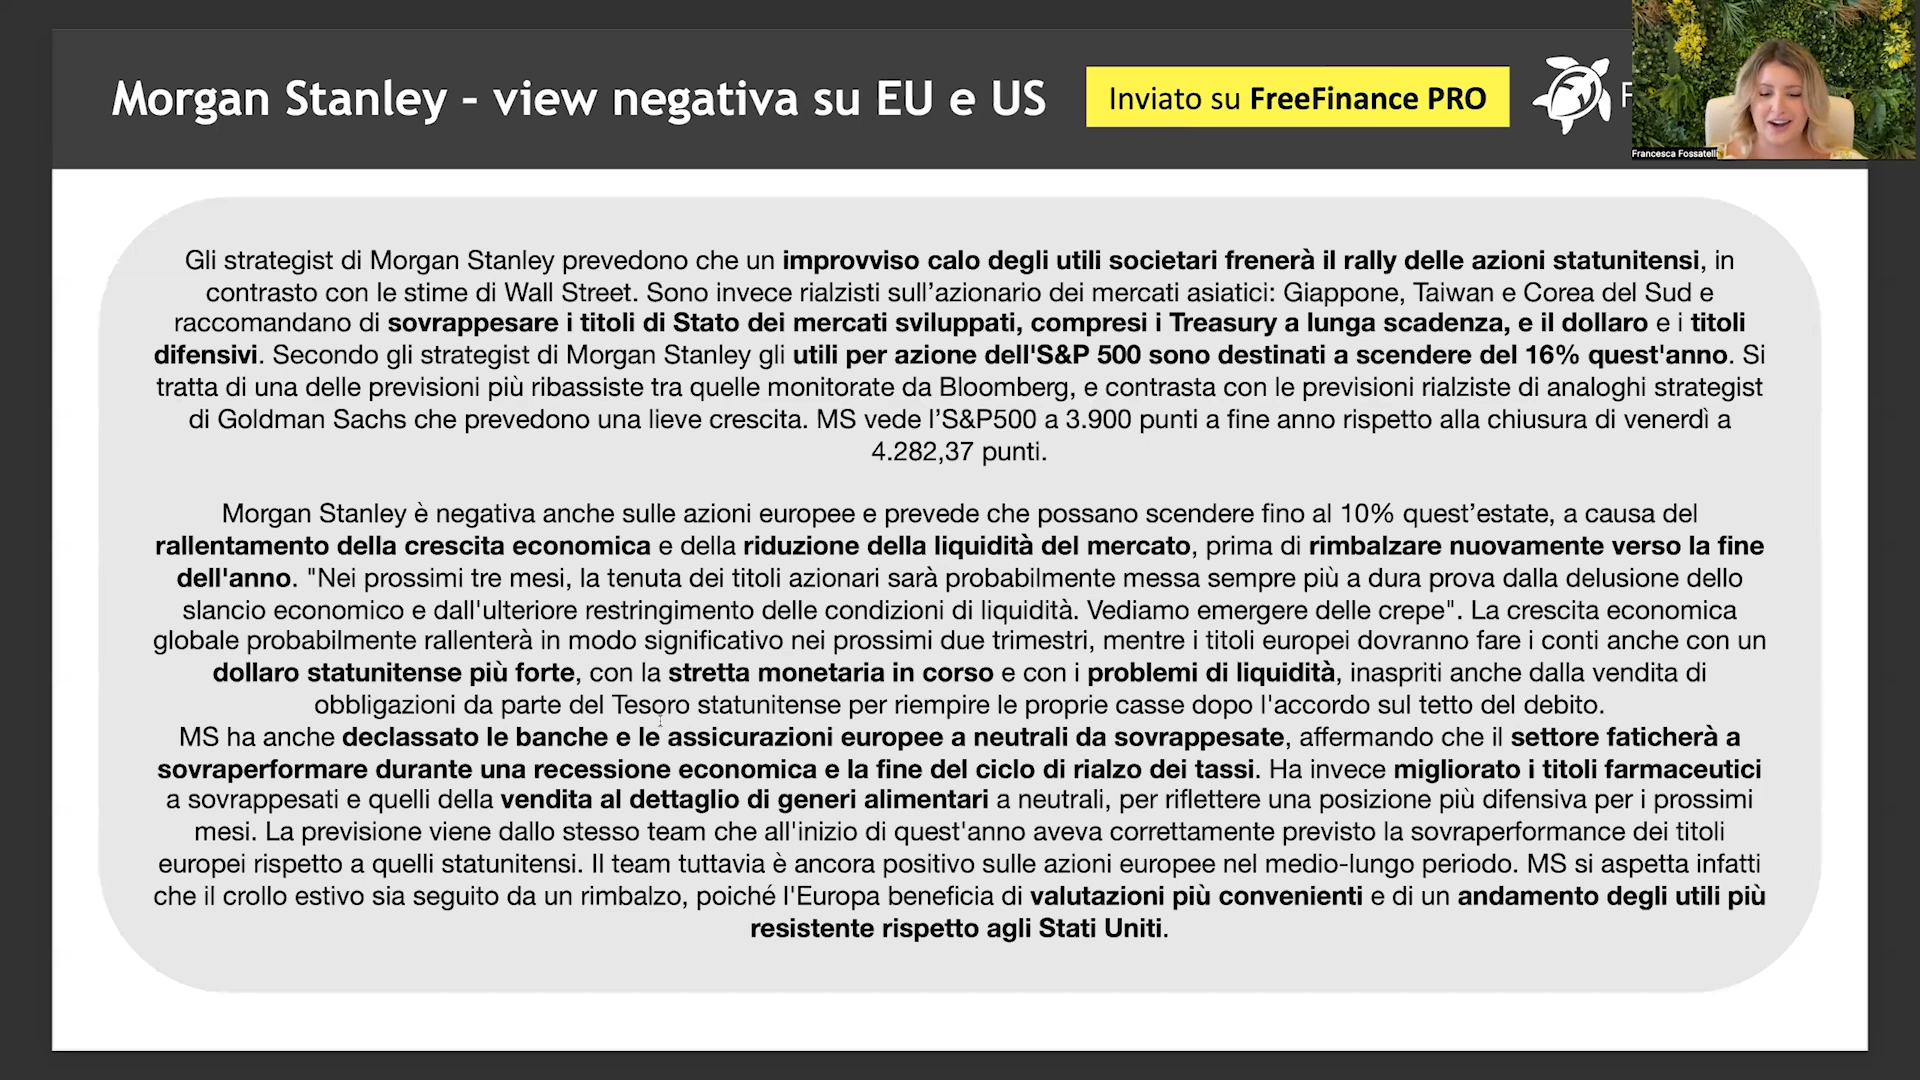 Morgan Stanley - view negativa su EU e US
Inviato su FreeFinance PRO
F
Francesca Fossatelli
Gli strategist di Morgan Stanley prevedono che un improvviso calo degli utili societari frenerà il rally delle azioni statunitensi, in
contrasto con le stime di Wall Street. Sono invece rialzisti sull’azionario dei mercati asiatici: Giappone, Taiwan e Corea del Sud e
raccomandano di sovrappesare i titoli di Stato dei mercati sviluppati, compresi i Treasury a lunga scadenza, e il dollaro e i titoli
difensivi. Secondo gli strategist di Morgan Stanley gli utili per azione dell'S&P 500 sono destinati a scendere del 16% quest'anno. Si
tratta di una delle previsioni più ribassiste tra quelle monitorate da Bloomberg, e contrasta con le previsioni rialziste di analoghi strategist
di Goldman Sachs che prevedono una lieve crescita. MS vede l’S&P500 a 3.900 punti a fine anno rispetto alla chiusura di venerdì a
4.282,37 punti.
Morgan Stanley è negativa anche sulle azioni europee e prevede che possano scendere fino al 10% quest’estate, a causa del
rallentamento della crescita economica e della riduzione della liquidità del mercato, prima di rimbalzare nuovamente verso la fine
dell'anno. "Nei prossimi tre mesi, la tenuta dei titoli azionari sarà probabilmente messa sempre più a dura prova dalla delusione dello
slancio economico e dall'ulteriore restringimento delle condizioni di liquidità. Vediamo emergere delle crepe". La crescita economica
globale probabilmente rallenterà in modo significativo nei prossimi due trimestri, mentre i titoli europei dovranno fare i conti anche con un
dollaro statunitense più forte, con la stretta monetaria in corso e con i problemi di liquidità, inaspriti anche dalla vendita di
obbligazioni da parte del Tesoro statunitense per riempire le proprie casse dopo l'accordo sul tetto del debito.
MS ha anche declassato le banche e le assicurazioni europee a neutrali da sovrappesate, affermando che il settore faticherà a
sovraperformare durante una recessione economica e la fine del ciclo di rialzo dei tassi. Ha invece migliorato i titoli farmaceutici
a sovrappesati e quelli della vendita al dettaglio di generi alimentari a neutrali, per riflettere una posizione più difensiva per i prossimi
mesi. La previsione viene dallo stesso team che all'inizio di quest'anno aveva correttamente previsto la sovraperformance dei titoli
europei rispetto a quelli statunitensi. Il team tuttavia è ancora positivo sulle azioni europee nel medio-lungo periodo. MS si aspetta infatti
che il crollo estivo sia seguito da un rimbalzo, poiché l'Europa beneficia di valutazioni più convenienti e di un andamento degli utili più
resistente rispetto agli Stati Uniti.